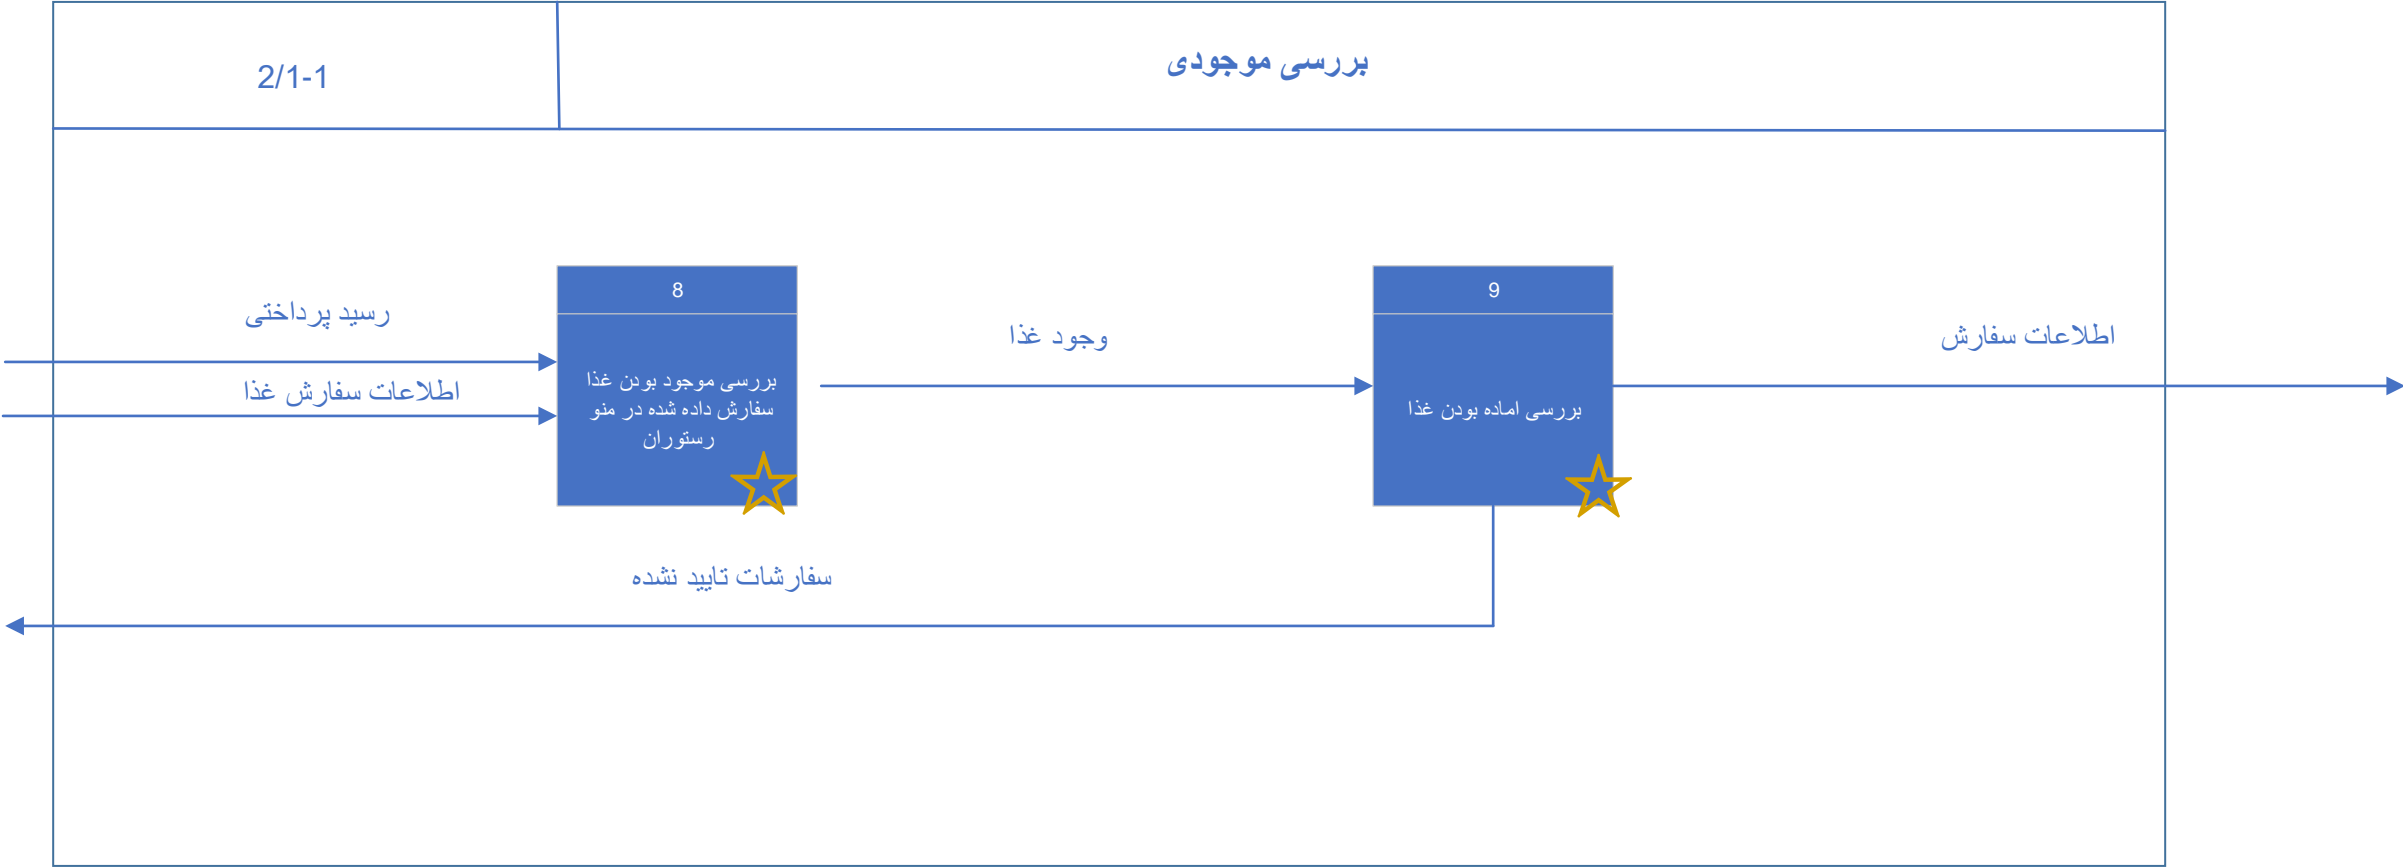 2/1-1
بررسی موجودی
8
9
رسید پرداختی
وجود غذا
اطلاعات سفارش
اطلاعات سفارش غذا
بررسی موجود بودن غذا
سفارش داده شده در منو
رستوران
بررسی اماده بودن غذا
سفارشات تایید نشده